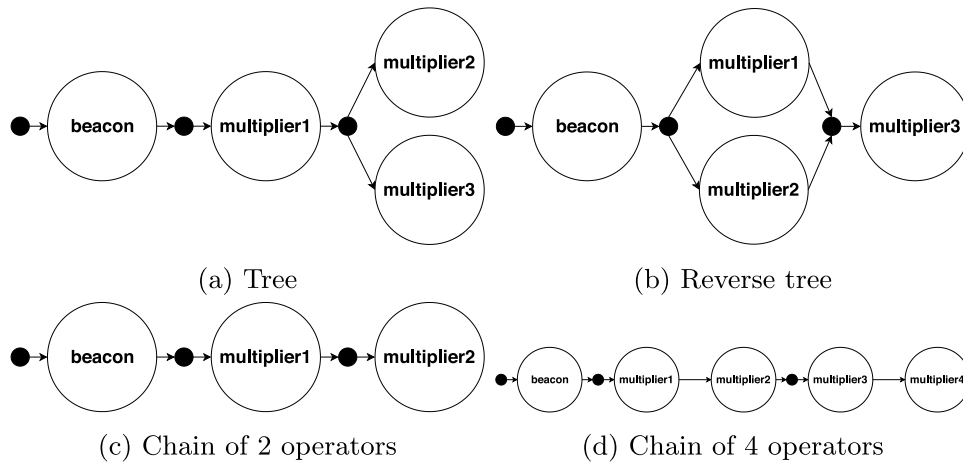 beacon
multiplier1
multiplier2
multiplier3
(a) Tree
beacon
multiplier1
multiplier2
multiplier3
(b) Reverse tree
beacon
multiplier1
multiplier2
(c) Chain of 2 operators
beacon
multiplier1
multiplier2
multiplier3
multiplier4
(d) Chain of 4 operators